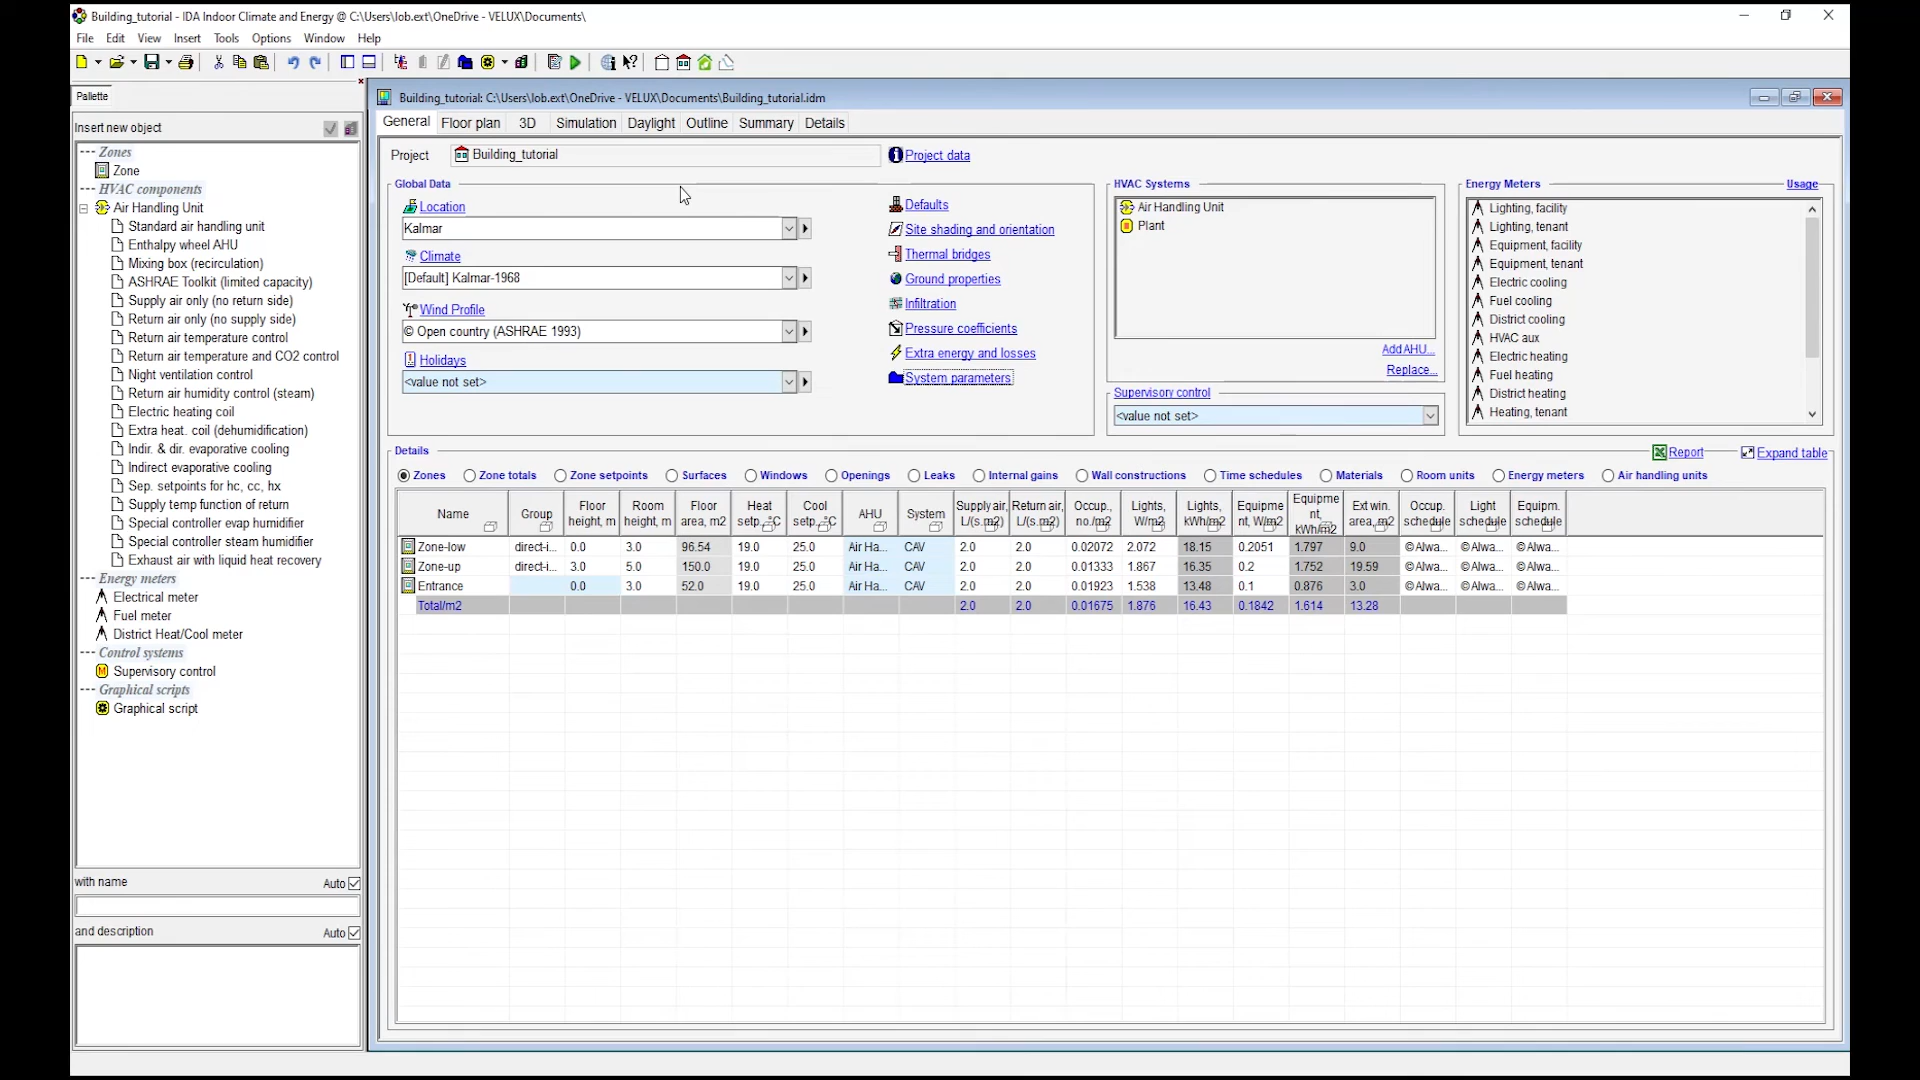 Building_tutorial - IDA Indoor Climate and Energy @ C:\Users\lob.ext\OneDrive - VELUX\Documents\
File Edit View Insert Tools Options Window Help
Palette
Insert new object
--- Zones
Zone
--- HVAC components
Air Handling Unit
Standard air handling unit
Enthalpy wheel AHU
Mixing box (recirculation)
ASHRAE Toolkit (limited capacity)
Supply air only (no return side)
Return air only (no supply side)
Return air temperature control
Return air temperature and CO2 control
Night ventilation control
Return air humidity control (steam)
Electric heating coil
Extra heat. coil (dehumidification)
Indir. & dir. evaporative cooling
Indirect evaporative cooling
Sep. setpoints for hc, cc, hx
Supply temp function of return
Special controller evap humidifier
Special controller steam humidifier
Exhaust air with liquid heat recovery
--- Energy meters
Electrical meter
Fuel meter
District Heat/Cool meter
--- Control systems
Supervisory control
--- Graphical scripts
Graphical script
with name Auto
and description Auto
Building_tutorial: C:\Users\lob.ext\OneDrive - VELUX\Documents\Building_tutorial.idm
General Floor plan 3D Simulation Daylight Outline Summary Details
Project Building_tutorial Project data
Global Data
Location
Kalmar
Climate
[Default] Kalmar-1968
Wind Profile
© Open country (ASHRAE 1993)
Holidays
<value not set>
Defaults
Site shading and orientation
Thermal bridges
Ground properties
Infiltration
Pressure coefficients
Extra energy and losses
System parameters
HVAC Systems
Air Handling Unit
Plant
Add AHU...
Replace...
Supervisory control
<value not set>
Energy Meters Usage
Lighting, facility
Lighting, tenant
Equipment, facility
Equipment, tenant
Electric cooling
Fuel cooling
District cooling
HVAC aux
Electric heating
Fuel heating
District heating
Heating, tenant
Details Report Expand table
Zones Zone totals Zone setpoints Surfaces Windows Openings Leaks Internal gains Wall constructions Time schedules Materials Room units Energy meters Air handling units
Name Group Floor height, m Room height, m Floor area, m2 Heat setp., °C Cool setp., °C AHU System Supply air, L/(s.m2) Return air, L/(s.m2) Occup., no./m2 Lights, W/m2 Lights, kWh/m2 Equipme nt, W/m2 Equipme nt, kWh/m2 Ext win. area, m2 Occup. schedule Light schedule Equipm. schedule
Zone-low direct-i... 0.0 3.0 96.54 19.0 25.0 Air Ha... CAV 2.0 2.0 0.02072 2.072 18.15 0.2051 1.797 9.0 © Alwa... © Alwa... © Alwa...
Zone-up direct-i... 3.0 5.0 150.0 19.0 25.0 Air Ha... CAV 2.0 2.0 0.01333 1.867 16.35 0.2 1.752 19.59 © Alwa... © Alwa... © Alwa...
Entrance 0.0 3.0 52.0 19.0 25.0 Air Ha... CAV 2.0 2.0 0.01923 1.538 13.48 0.1 0.876 3.0 © Alwa... © Alwa... © Alwa...
Total/m2 2.0 2.0 0.01675 1.876 16.43 0.1842 1.614 13.28